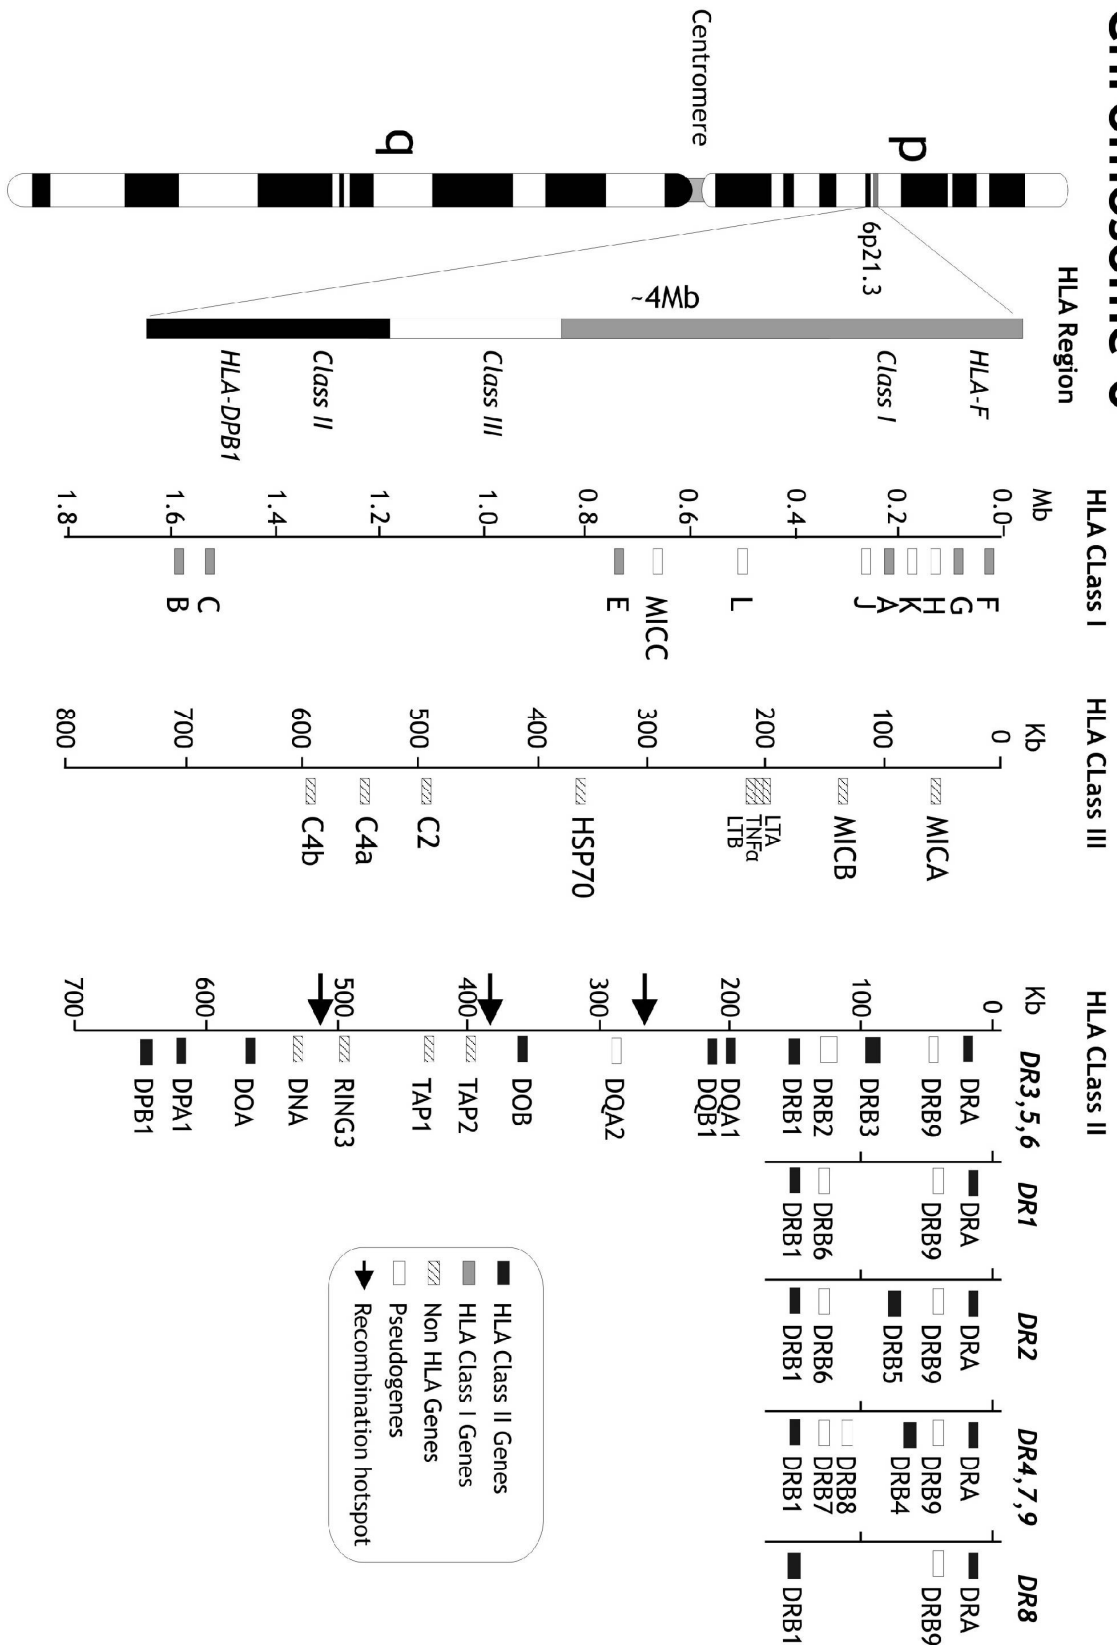 Chromosome 6
HLA Region
p
q
Centromere
6p21.3
~4Mb
HLA-F
Class I
Class III
Class II
HLA-DPB1
HLA CLass I
Mb
0.0
0.2
0.4
0.6
0.8
1.0
1.2
1.4
1.6
1.8
F
G
H
K
A
J
L
MICC
E
C
B
HLA CLass III
Kb
0
100
200
300
400
500
600
700
800
MICA
MICB
LTA
TNFα
LTB
HSP70
C2
C4a
C4b
HLA CLass II
Kb
0
100
200
300
400
500
600
700
DR3,5,6
DRA
DRB9
DRB3
DRB2
DRB1
DQA1
DQB1
DQA2
DOB
TAP2
TAP1
RING3
DNA
DOA
DPA1
DPB1
DR1
DRA
DRB9
DRB6
DRB1
DR2
DRA
DRB9
DRB5
DRB6
DRB1
DR4,7,9
DRA
DRB9
DRB4
DRB8
DRB7
DRB1
DR8
DRA
DRB9
DRB1
HLA Class II Genes
HLA Class I Genes
Non HLA Genes
Pseudogenes
Recombination hotspot